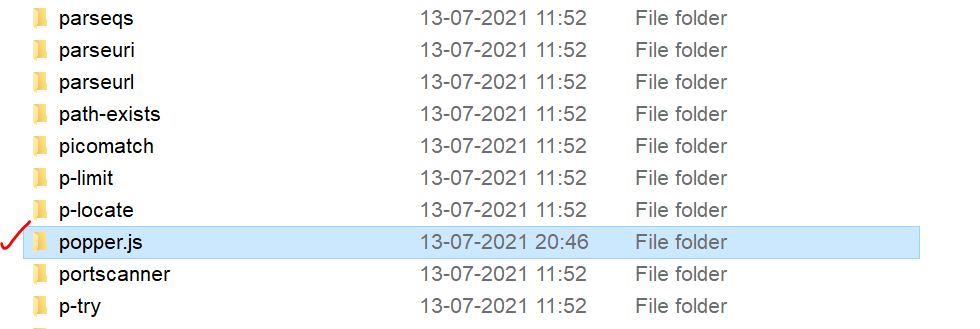 parseqs 13-07-2021 11:52 File folder
parseuri 13-07-2021 11:52 File folder
parseurl 13-07-2021 11:52 File folder
path-exists 13-07-2021 11:52 File folder
picomatch 13-07-2021 11:52 File folder
p-limit 13-07-2021 11:52 File folder
p-locate 13-07-2021 11:52 File folder
popper.js 13-07-2021 20:46 File folder
portscanner 13-07-2021 11:52 File folder
p-try 13-07-2021 11:52 File folder